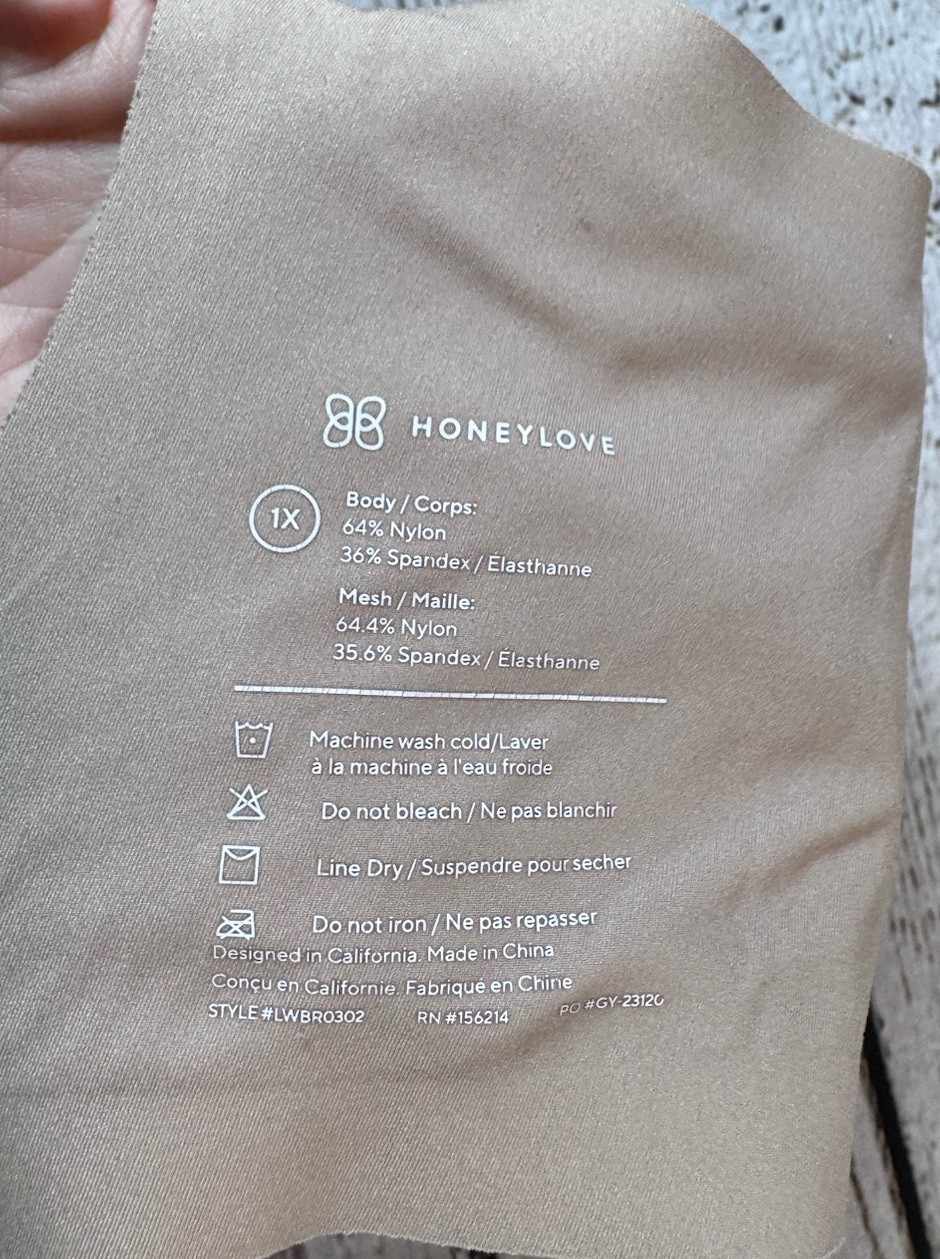 HONEYLOVE
1X
Body / Corps:
64% Nylon
36% Spandex / Élasthanne
Mesh / Maille:
64.4% Nylon
35.6% Spandex / Élasthanne
Machine wash cold/Laver
à la machine à l'eau froide
Do not bleach / Ne pas blanchir
Line Dry / Suspendre pour secher
Do not iron / Ne pas repasser
Designed in California. Made in China
Conçu en Californie. Fabriqué en Chine
STYLE #LWBR0302 RN #156214 PO #GY-23120